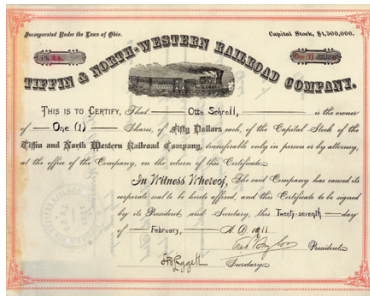 Incorporated Under the Laws of Ohio.
Capital Stock, $1,500,000.
TIFFIN & NORTH-WESTERN RAILROAD COMPANY.
THIS IS TO CERTIFY, That Otto Schroll, is the owner
of One (1) Shares, of Fifty Dollars each, of the Capital Stock of the
Tiffin and North Western Railroad Company, transferable only in person or by attorney,
at the office of the Company, on the return of this Certificate.
In Witness Whereof, The said Company has caused its
corporate seal to be hereto affixed, and this Certificate to be signed
by its President and Secretary, this Twenty-seventh day
of February, A.D. 1911.
President.
Secretary.